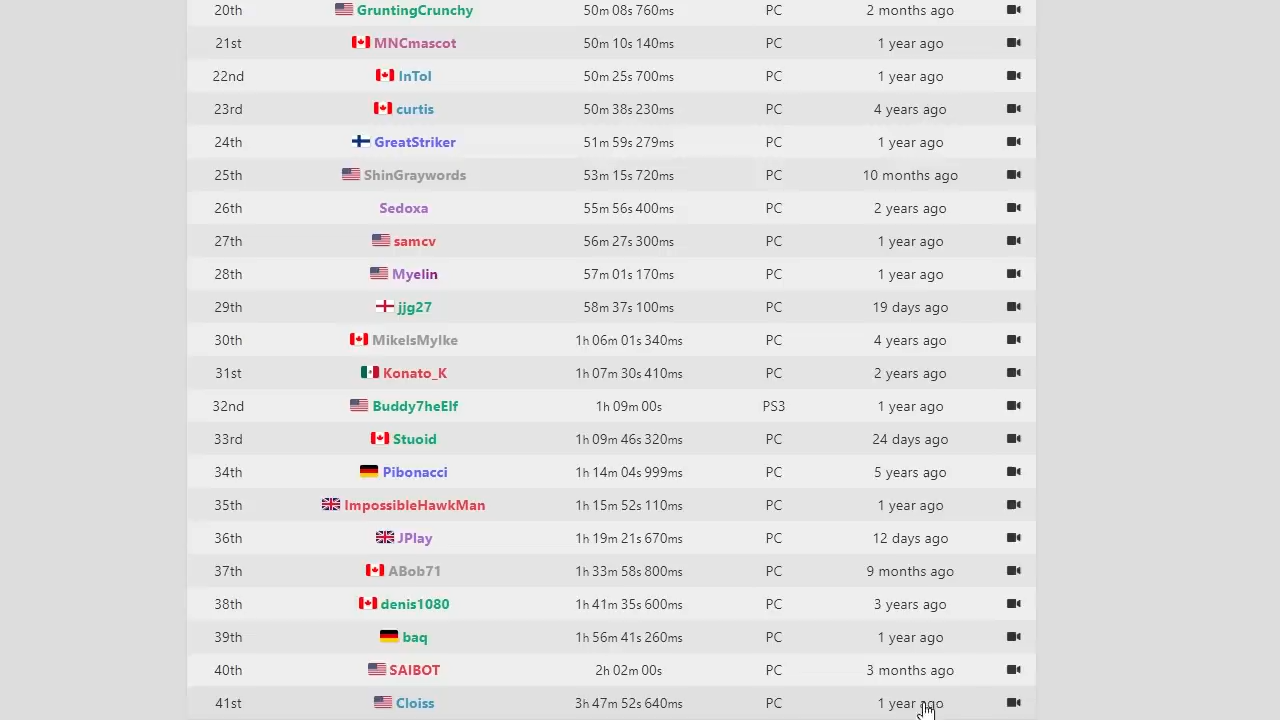 20th GruntingCrunchy 50m 08s 760ms PC 2 months ago
21st MNCmascot 50m 10s 140ms PC 1 year ago
22nd InTol 50m 25s 700ms PC 1 year ago
23rd curtis 50m 38s 230ms PC 4 years ago
24th GreatStriker 51m 59s 279ms PC 1 year ago
25th ShinGraywords 53m 15s 720ms PC 10 months ago
26th Sedoxa 55m 56s 400ms PC 2 years ago
27th samcv 56m 27s 300ms PC 1 year ago
28th Myelin 57m 01s 170ms PC 1 year ago
29th jjg27 58m 37s 100ms PC 19 days ago
30th MikeIsMyIke 1h 06m 01s 340ms PC 4 years ago
31st Konato_K 1h 07m 30s 410ms PC 2 years ago
32nd Buddy7heElf 1h 09m 00s PS3 1 year ago
33rd Stuoid 1h 09m 46s 320ms PC 24 days ago
34th Pibonacci 1h 14m 04s 999ms PC 5 years ago
35th ImpossibleHawkMan 1h 15m 52s 110ms PC 1 year ago
36th JPlay 1h 19m 21s 670ms PC 12 days ago
37th ABob71 1h 33m 58s 800ms PC 9 months ago
38th denis1080 1h 41m 35s 600ms PC 3 years ago
39th baq 1h 56m 41s 260ms PC 1 year ago
40th SAIBOT 2h 02m 00s PC 3 months ago
41st Cloiss 3h 47m 52s 640ms PC 1 year ago